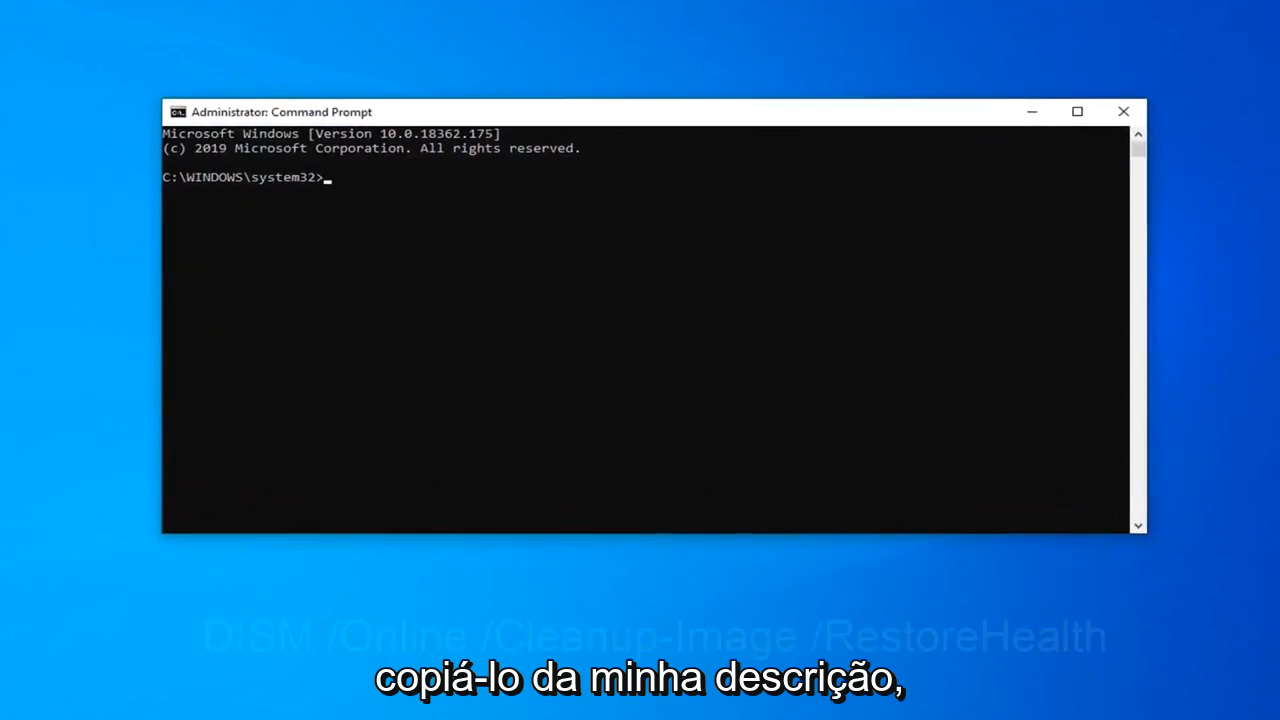 Administrator: Command Prompt
Microsoft Windows [Version 10.0.18362.175]
(c) 2019 Microsoft Corporation. All rights reserved.
C:\WINDOWS\system32>_
DISM /Online /Cleanup-Image /RestoreHealth
copiá-lo da minha descrição,